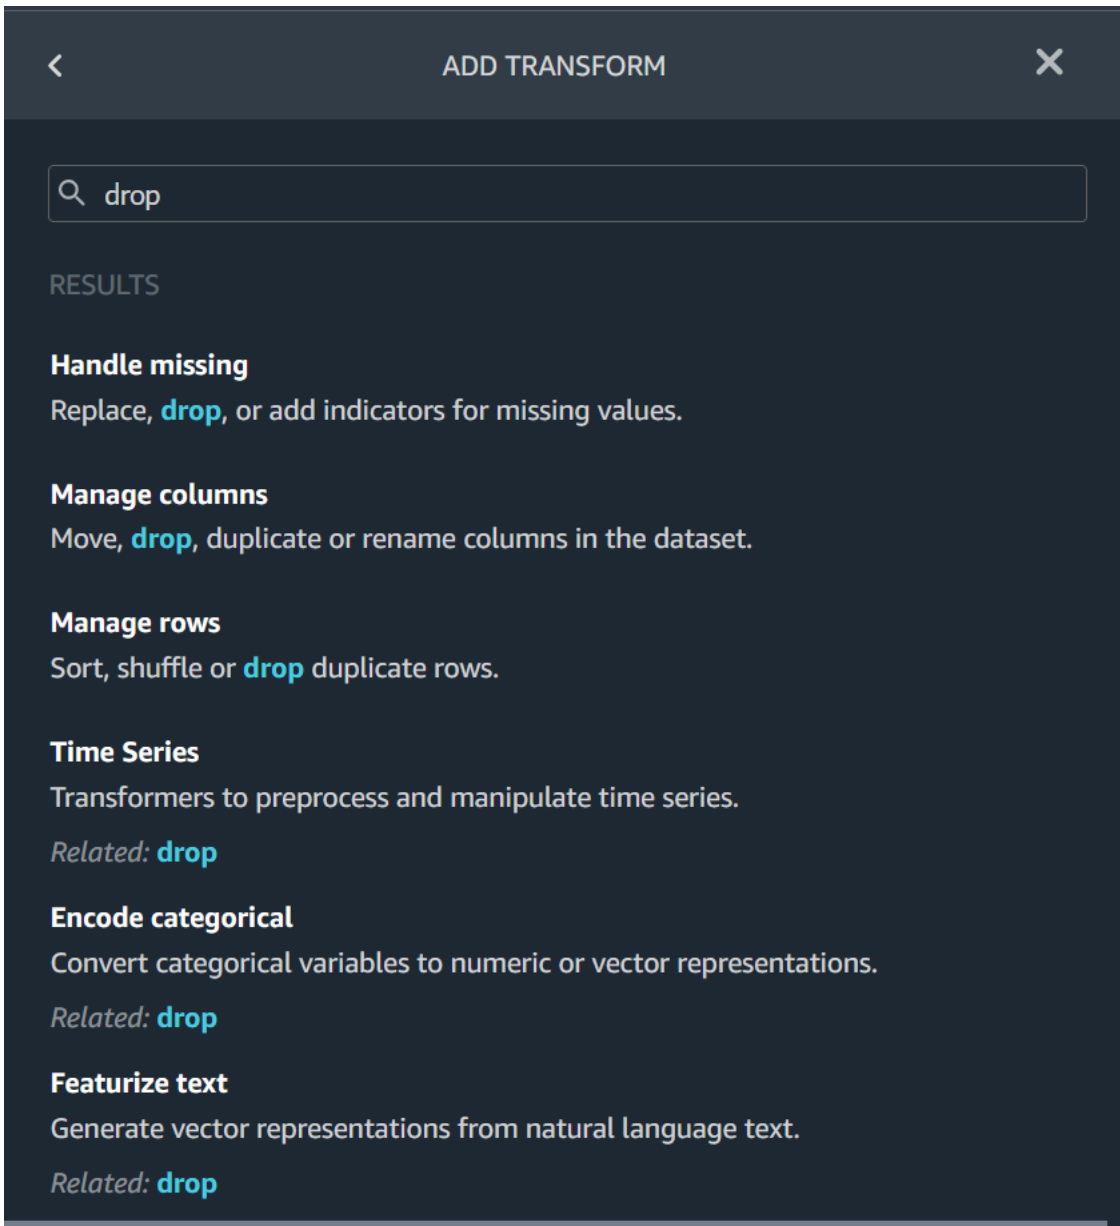 ADD TRANSFORM
drop
RESULTS
Handle missing
Replace, drop, or add indicators for missing values.
Manage columns
Move, drop, duplicate or rename columns in the dataset.
Manage rows
Sort, shuffle or drop duplicate rows.
Time Series
Transformers to preprocess and manipulate time series.
Related: drop
Encode categorical
Convert categorical variables to numeric or vector representations.
Related: drop
Featurize text
Generate vector representations from natural language text.
Related: drop